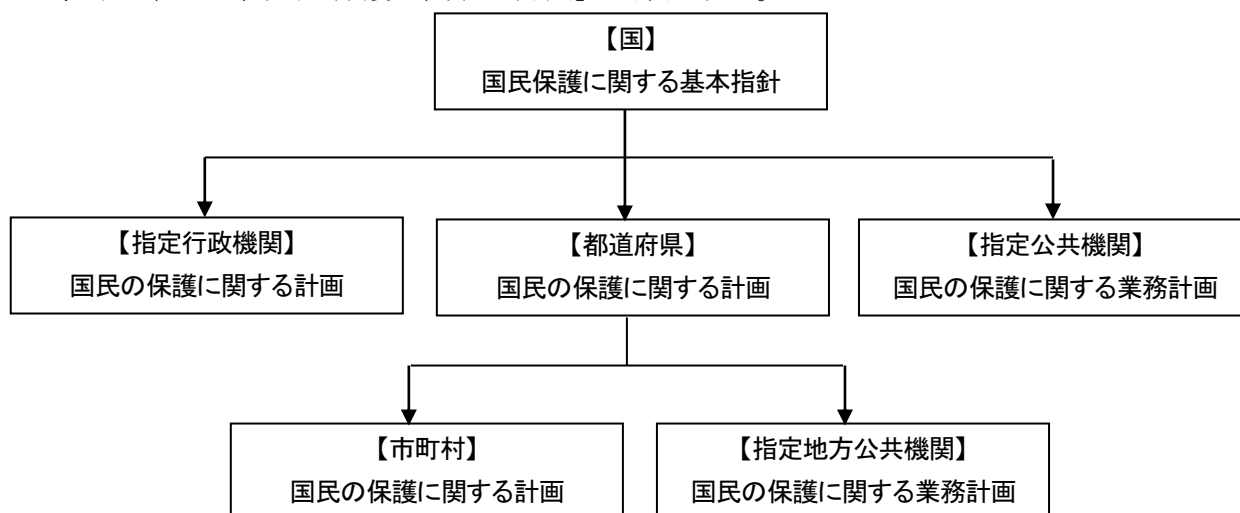 【国】
国民保護に関する基本指針
【指定行政機関】
国民の保護に関する計画
【都道府県】
国民の保護に関する計画
【指定公共機関】
国民の保護に関する業務計画
【市町村】
国民の保護に関する計画
【指定地方公共機関】
国民の保護に関する業務計画